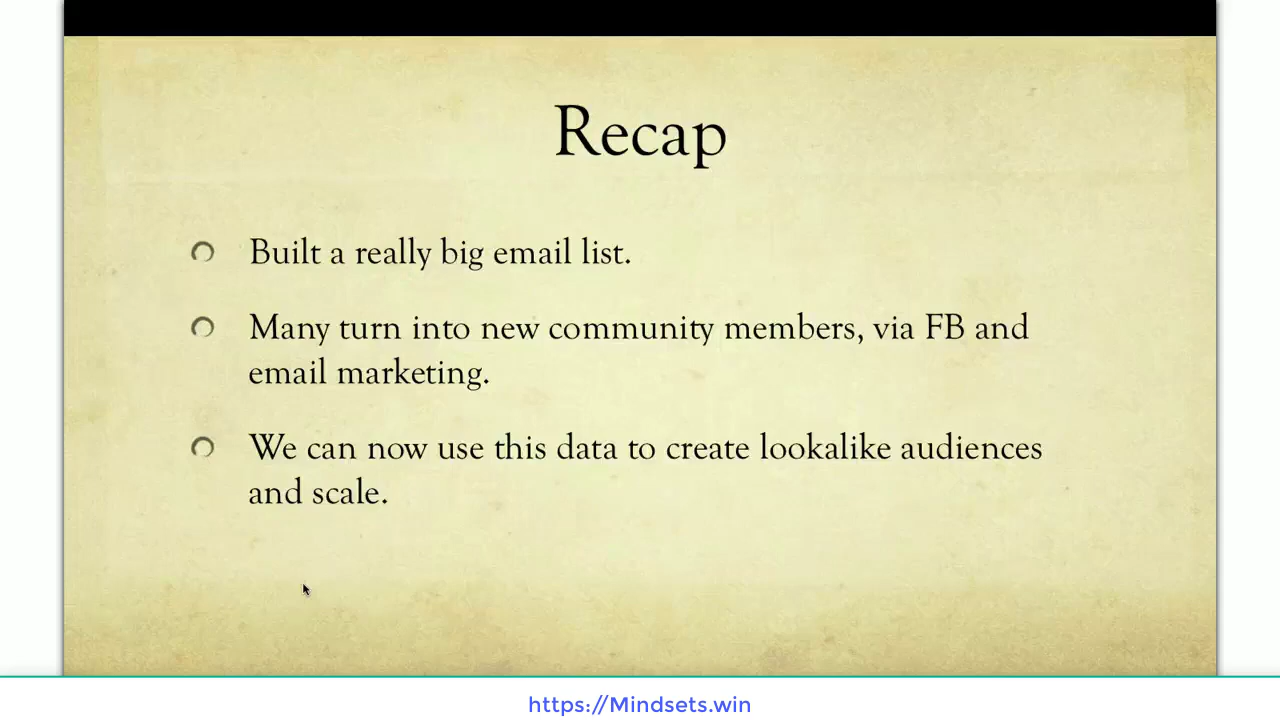 Recap
Built a really big email list.
Many turn into new community members, via FB and
email marketing.
We can now use this data to create lookalike audiences
and scale.
https://Mindsets.win